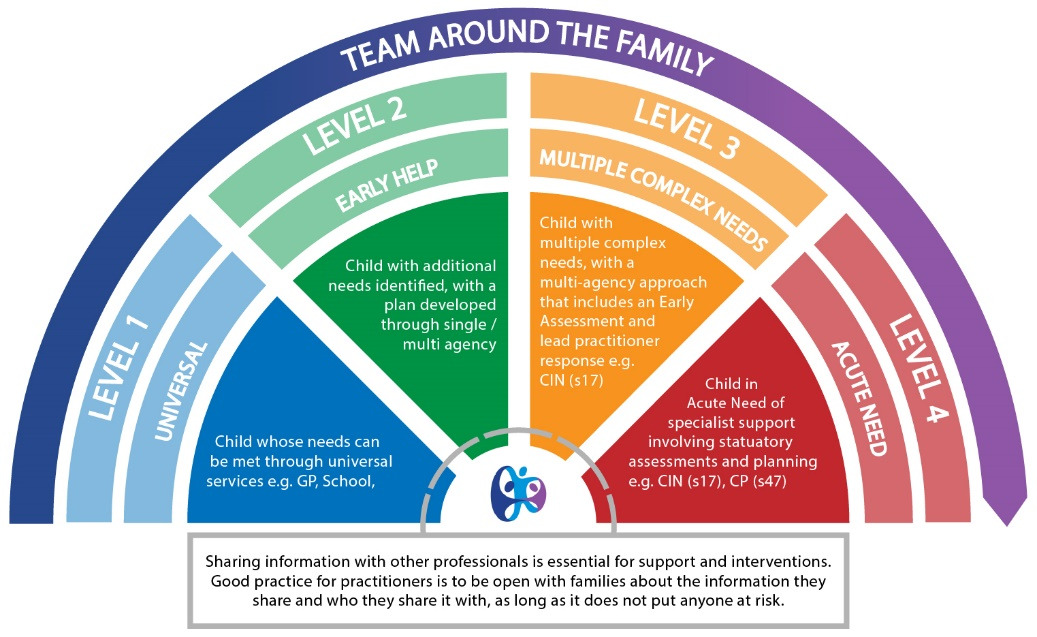 TEAM AROUND THE FAMILY
LEVEL 1
UNIVERSAL
Child whose needs can
be met through universal
services e.g. GP, School,
LEVEL 2
EARLY HELP
Child with additional
needs identified, with a
plan developed
through single /
multi agency
LEVEL 3
MULTIPLE COMPLEX NEEDS
Child with
multiple complex
needs, with a
multi-agency approach
that includes an Early
Assessment and
lead practitioner
response e.g.
CIN (s17)
LEVEL 4
ACUTE NEED
Child in
Acute Need of
specialist support
involving statuatory
assessments and planning
e.g. CIN (s17), CP (s47)
Sharing information with other professionals is essential for support and interventions.
Good practice for practitioners is to be open with families about the information they
share and who they share it with, as long as it does not put anyone at risk.